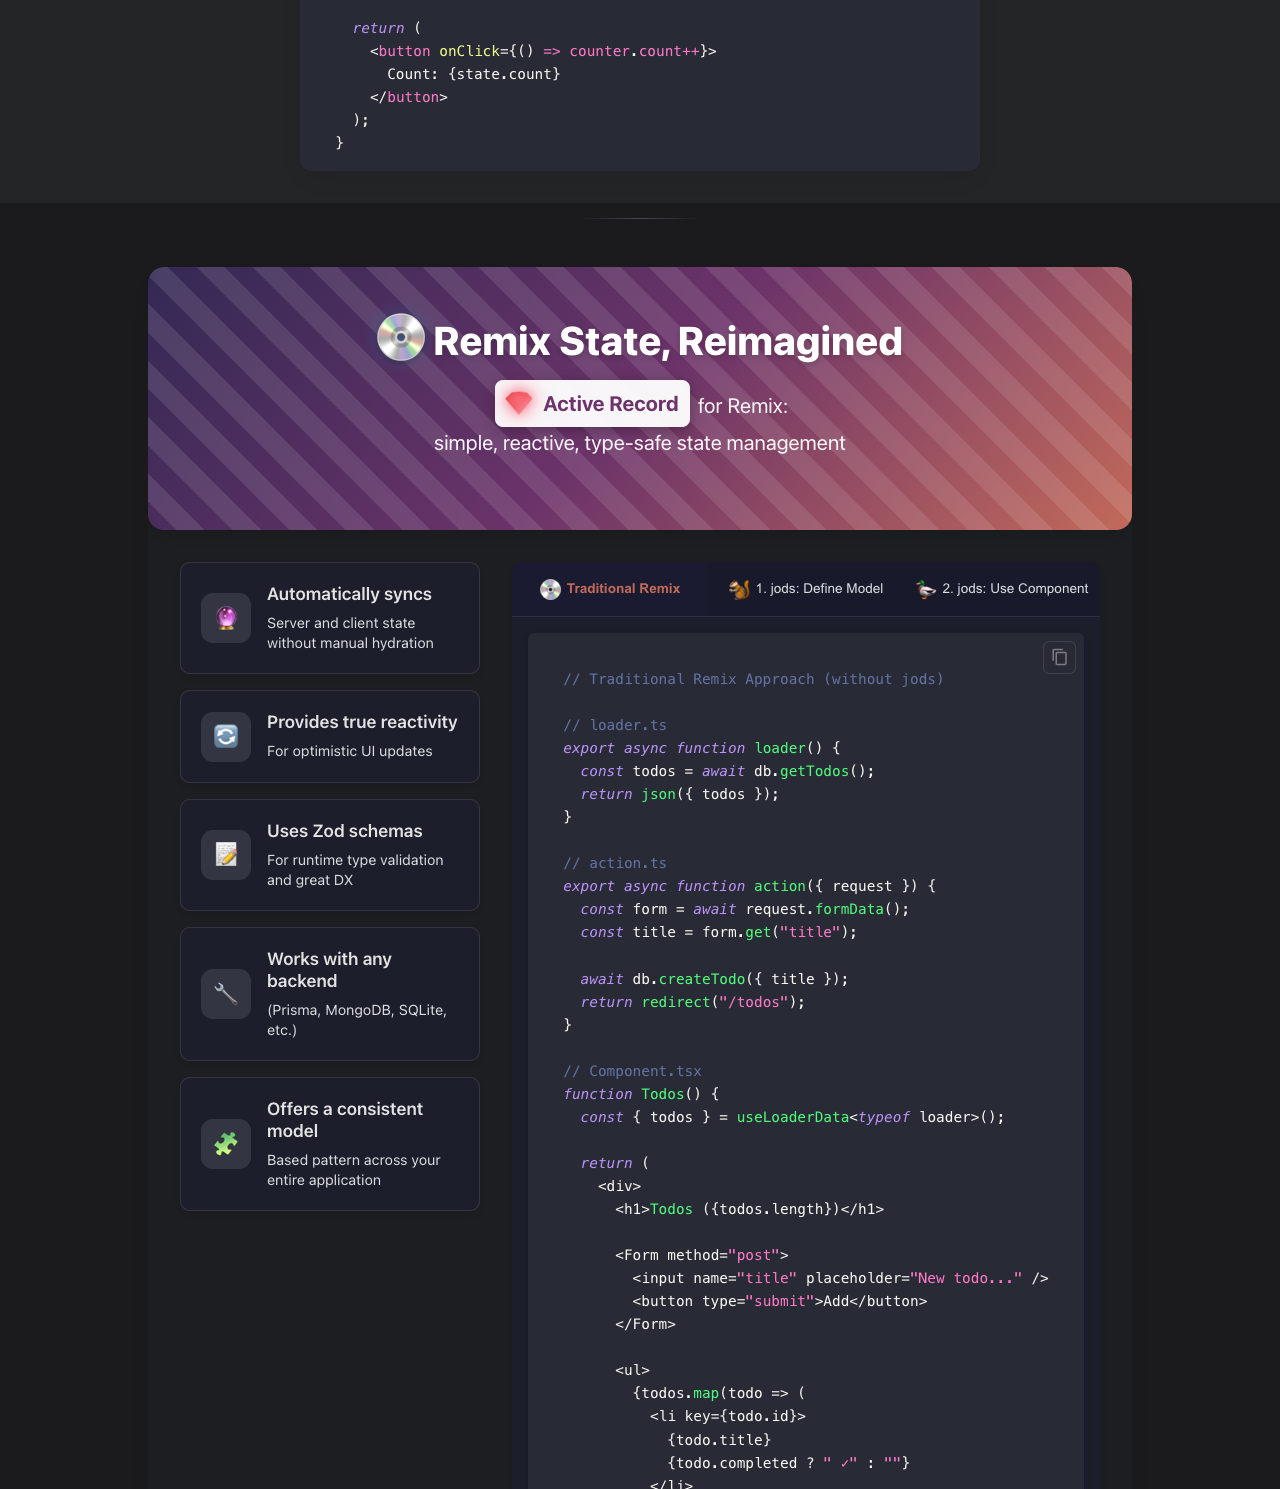 return (
<button onClick={() => counter.count++}>
Count: {state.count}
</button>
);
}
Remix State, Reimagined
Active Record for Remix:
simple, reactive, type-safe state management
Automatically syncs
Server and client state
without manual hydration
Provides true reactivity
For optimistic UI updates
Uses Zod schemas
For runtime type validation
and great DX
Works with any
backend
(Prisma, MongoDB, SQLite,
etc.)
Offers a consistent
model
Based pattern across your
entire application
Traditional Remix
1. jods: Define Model
2. jods: Use Component
// Traditional Remix Approach (without jods)
// loader.ts
export async function loader() {
const todos = await db.getTodos();
return json({ todos });
}
// action.ts
export async function action({ request }) {
const form = await request.formData();
const title = form.get("title");
await db.createTodo({ title });
return redirect("/todos");
}
// Component.tsx
function Todos() {
const { todos } = useLoaderData<typeof loader>();
return (
<div>
<h1>Todos ({todos.length})</h1>
<Form method="post">
<input name="title" placeholder="New todo..." />
<button type="submit">Add</button>
</Form>
<ul>
{todos.map(todo => (
<li key={todo.id}>
{todo.title}
{todo.completed ? " ✓" : ""}
</li>